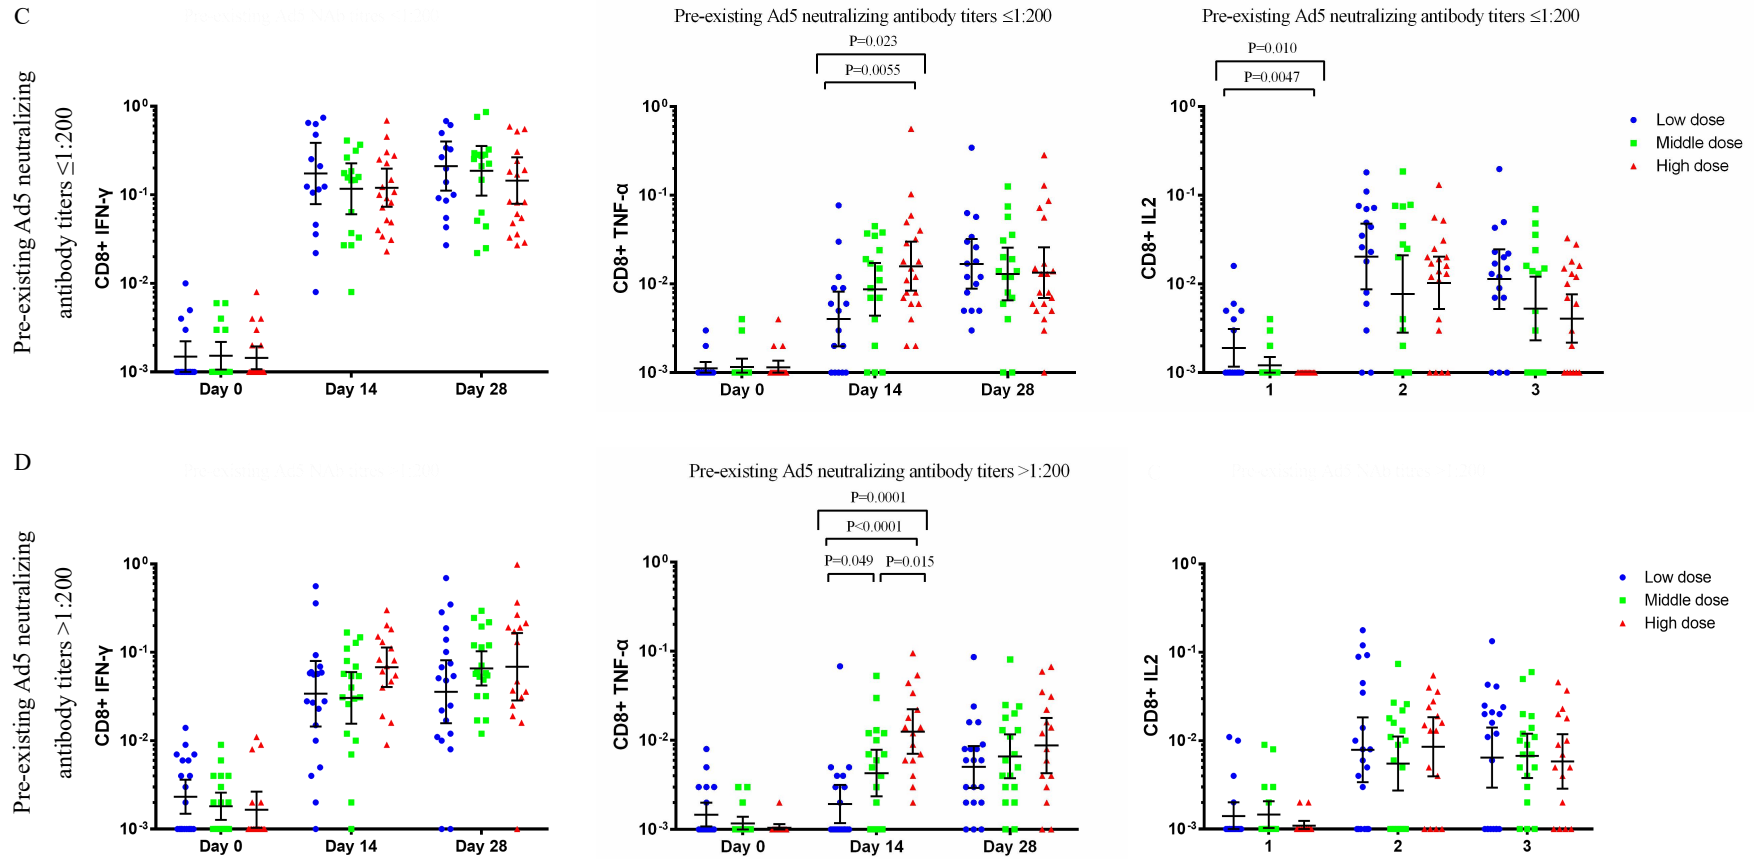 C
Pre-existing Ad5 neutralizing antibody titers ≤1:200
Pre-existing Ad5 neutralizing antibody titers ≤1:200
Pre-existing Ad5 neutralizing
antibody titers ≤1:200
CD8+ IFN-γ
10⁰
10⁻¹
10⁻²
10⁻³
Day 0
Day 14
Day 28
P=0.023
P=0.0055
CD8+ TNF-α
10⁰
10⁻¹
10⁻²
10⁻³
Day 0
Day 14
Day 28
P=0.010
P=0.0047
CD8+ IL2
10⁰
10⁻¹
10⁻²
10⁻³
1
2
3
Low dose
Middle dose
High dose
D
Pre-existing Ad5 neutralizing antibody titers >1:200
Pre-existing Ad5 neutralizing
antibody titers >1:200
CD8+ IFN-γ
10⁰
10⁻¹
10⁻²
10⁻³
Day 0
Day 14
Day 28
P=0.0001
P<0.0001
P=0.049
P=0.015
CD8+ TNF-α
10⁰
10⁻¹
10⁻²
10⁻³
Day 0
Day 14
Day 28
CD8+ IL2
10⁰
10⁻¹
10⁻²
10⁻³
1
2
3
Low dose
Middle dose
High dose